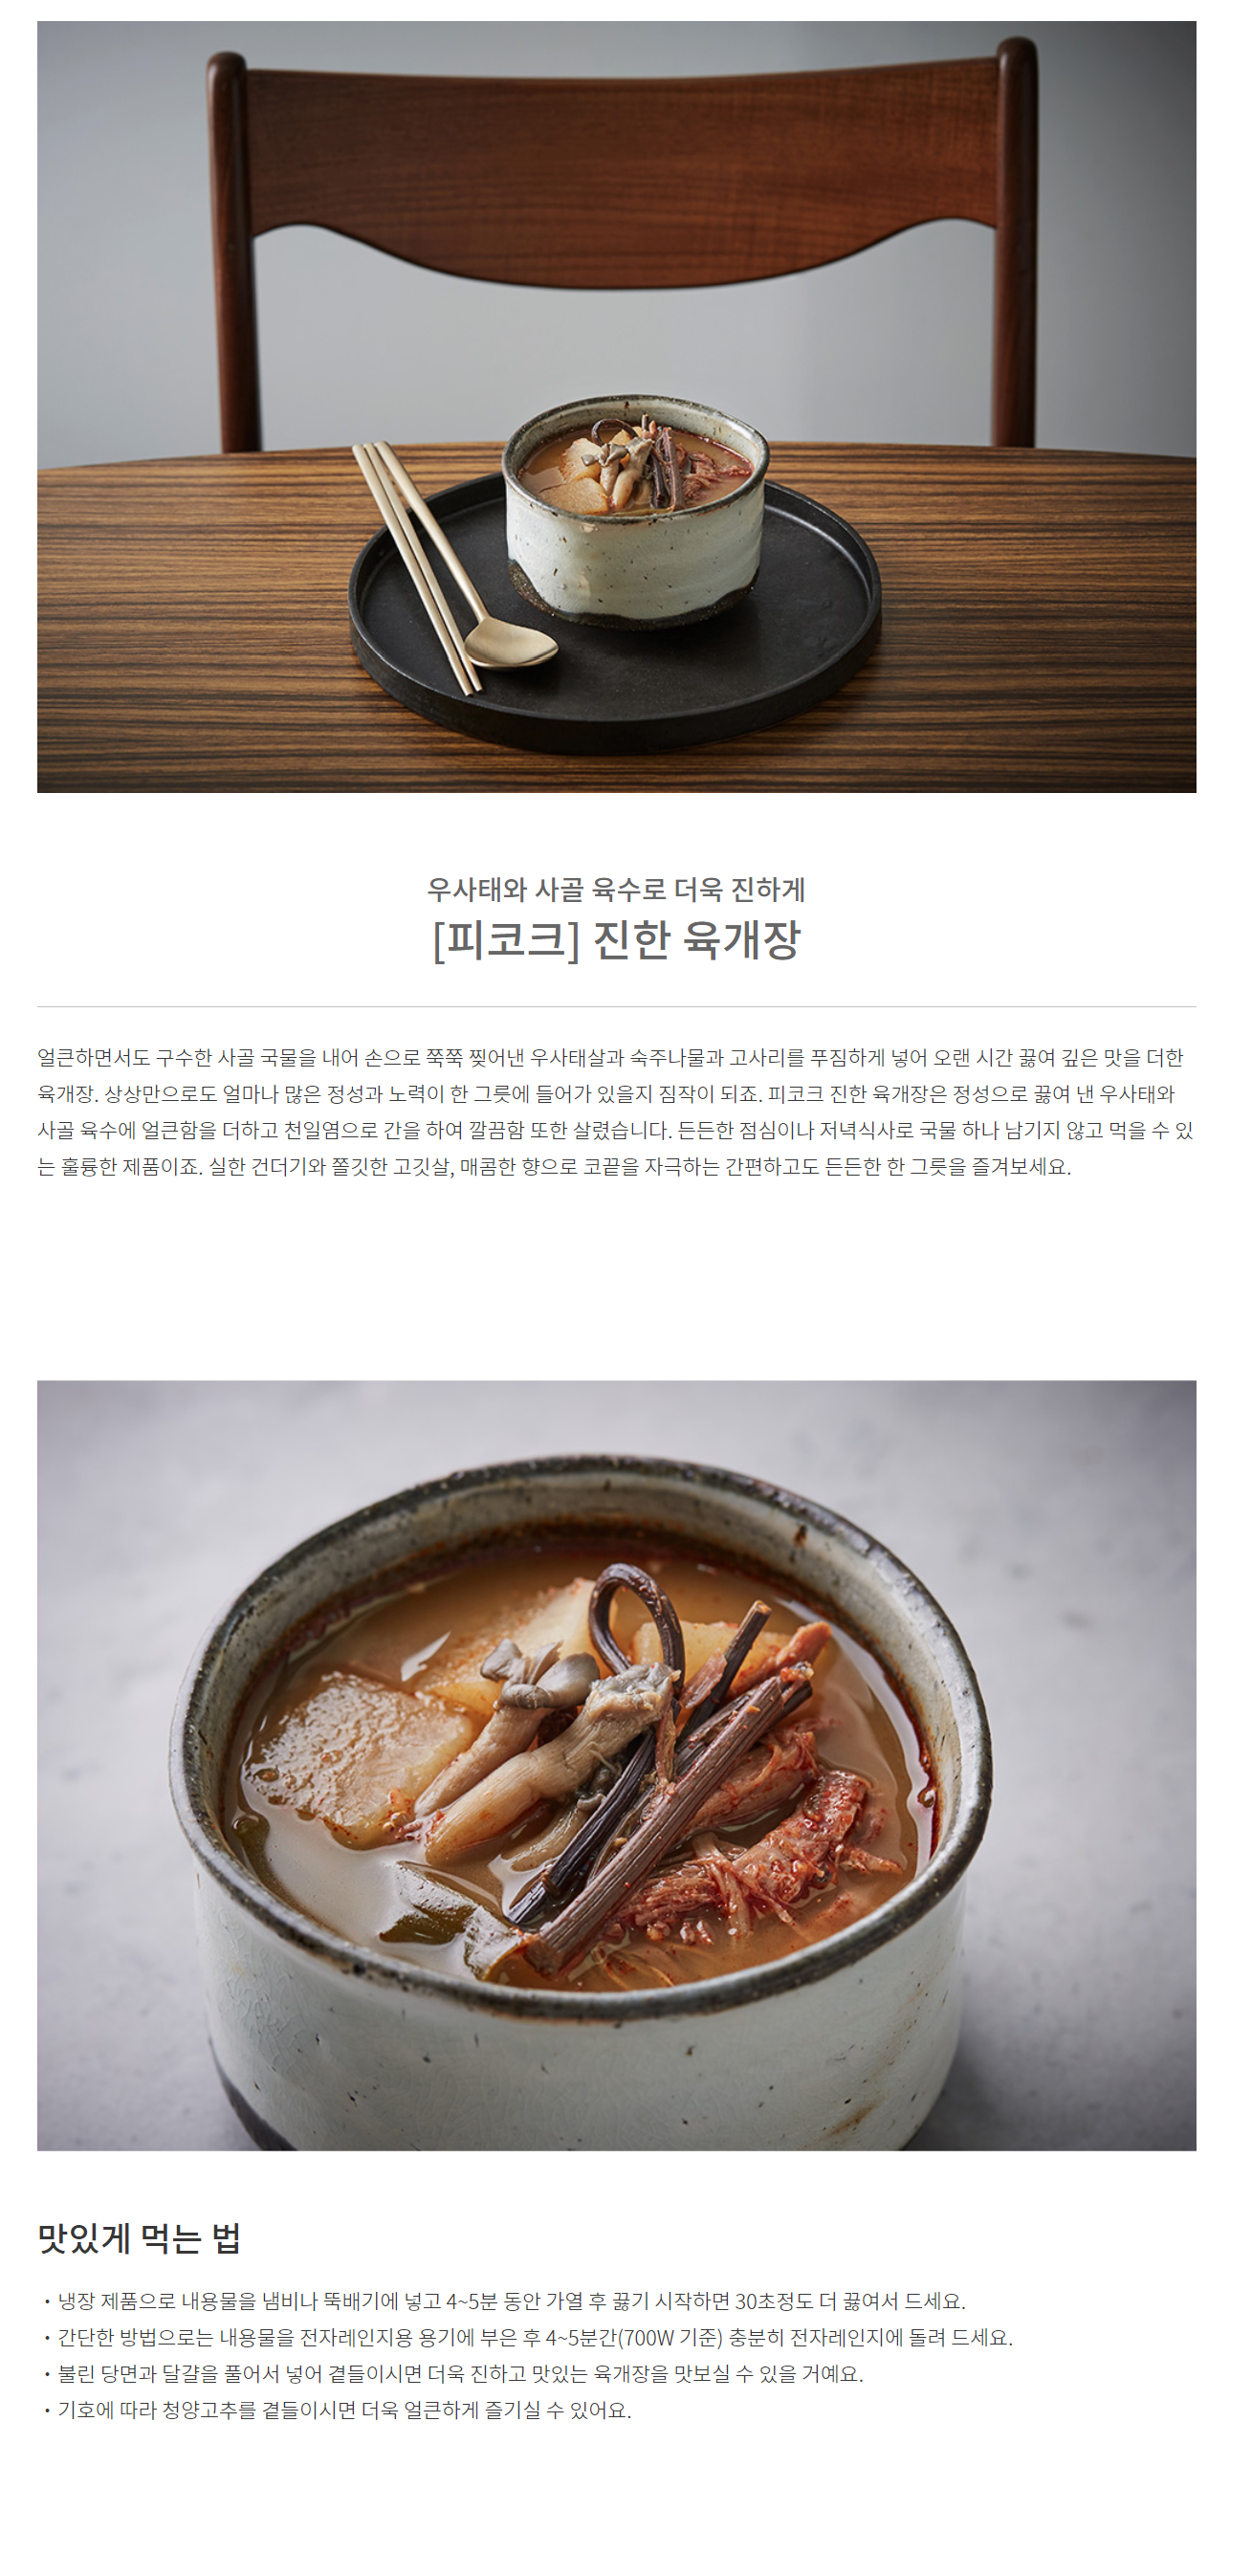 우사태와 사골 육수로 더욱 진하게
[피코크] 진한 육개장
얼큰하면서도 구수한 사골 국물을 내어 손으로 쭉쭉 찢어낸 우사태살과 숙주나물과 고사리를 푸짐하게 넣어 오랜 시간 끓여 깊은 맛을 더한
육개장. 상상만으로도 얼마나 많은 정성과 노력이 한 그릇에 들어가 있을지 짐작이 되죠. 피코크 진한 육개장은 정성으로 끓여 낸 우사태와
사골 육수에 얼큰함을 더하고 천일염으로 간을 하여 깔끔함 또한 살렸습니다. 든든한 점심이나 저녁식사로 국물 하나 남기지 않고 먹을 수 있
는 훌륭한 제품이죠. 실한 건더기와 쫄깃한 고깃살, 매콤한 향으로 코끝을 자극하는 간편하고도 든든한 한 그릇을 즐겨보세요.
맛있게 먹는 법
・냉장 제품으로 내용물을 냄비나 뚝배기에 넣고 4~5분 동안 가열 후 끓기 시작하면 30초정도 더 끓여서 드세요.
・간단한 방법으로는 내용물을 전자레인지용 용기에 부은 후 4~5분간(700W 기준) 충분히 전자레인지에 돌려 드세요.
・불린 당면과 달걀을 풀어서 넣어 곁들이시면 더욱 진하고 맛있는 육개장을 맛보실 수 있을 거예요.
・기호에 따라 청양고추를 곁들이시면 더욱 얼큰하게 즐기실 수 있어요.